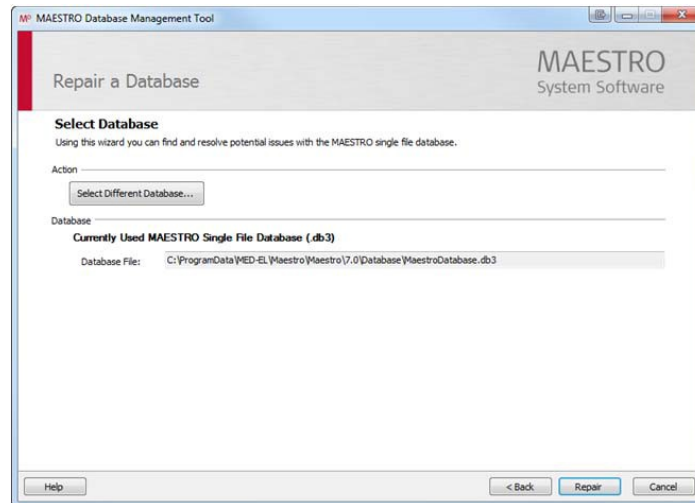 MAESTRO Database Management Tool
Repair a Database
MAESTRO
System Software
Select Database
Using this wizard you can find and resolve potential issues with the MAESTRO single file database.
Action
Select Different Database...
Database
Currently Used MAESTRO Single File Database (.db3)
Database File: C:\ProgramData\MED-EL\Maestro\Maestro\7.0\Database\MaestroDatabase.db3
Help
< Back
Repair
Cancel